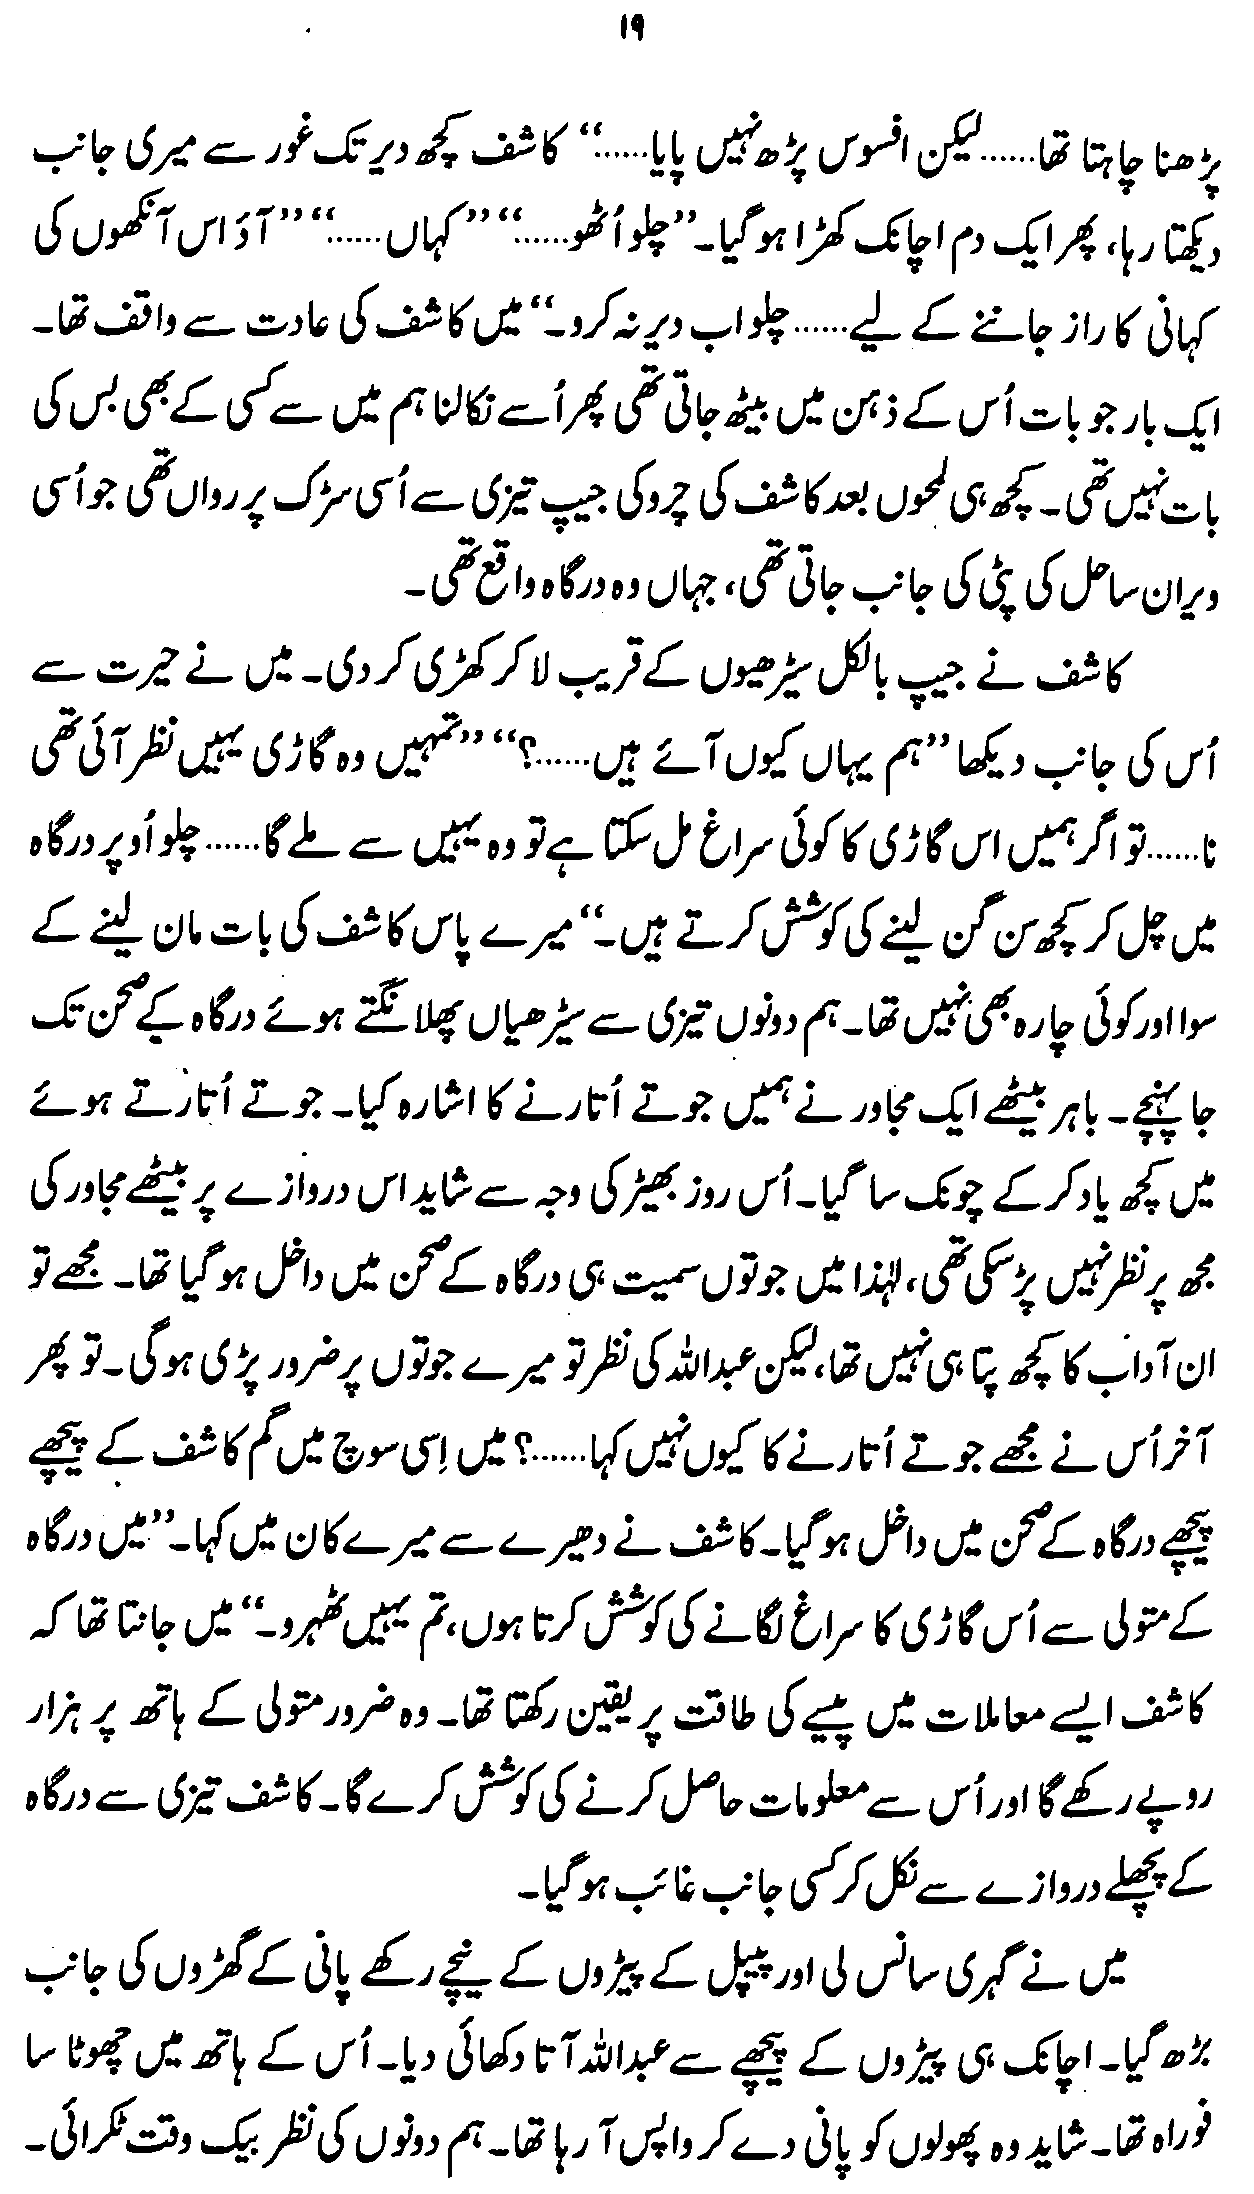 ۱۹
پڑھنا چاہتا تھا......لیکن افسوس پڑھ نہیں پایا......“ کاشف کچھ دیر تک غور سے میری جانب
دیکھتا رہا، پھر ایک دم اچانک کھڑا ہوگیا۔ ”چلو اُٹھو......“ ”کہاں......“ ”آؤ اس آنکھوں کی
کہانی کا راز جاننے کے لیے......چلو اب دیر نہ کرو۔“ میں کاشف کی عادت سے واقف تھا۔
ایک بار جو بات اُس کے ذہن میں بیٹھ جاتی تھی پھر اُسے نکالنا ہم میں سے کسی کے بھی بس کی
بات نہیں تھی۔ کچھ ہی لمحوں بعد کاشف کی چروکی جیپ تیزی سے اُسی سڑک پر رواں تھی جو اُسی
ویران ساحل کی پٹی کی جانب جاتی تھی، جہاں وہ درگاہ واقع تھی۔
کاشف نے جیپ بالکل سیڑھیوں کے قریب لا کر کھڑی کر دی۔ میں نے حیرت سے
اُس کی جانب دیکھا ”ہم یہاں کیوں آئے ہیں......؟“ ”تمہیں وہ گاڑی یہیں نظر آئی تھی
نا......تو اگر ہمیں اس گاڑی کا کوئی سراغ مل سکتا ہے تو وہ یہیں سے ملے گا......چلو اُوپر درگاہ
میں چل کر کچھ سن گن لینے کی کوشش کرتے ہیں۔“ میرے پاس کاشف کی بات مان لینے کے
سوا اور کوئی چارہ بھی نہیں تھا۔ ہم دونوں تیزی سے سیڑھیاں پھلانگتے ہوئے درگاہ کے صحن تک
جا پہنچے۔ باہر بیٹھے ایک مجاور نے ہمیں جوتے اُتارنے کا اشارہ کیا۔ جوتے اُتارتے ہوئے
میں کچھ یاد کر کے چونک سا گیا۔ اُس روز بھیڑ کی وجہ سے شاید اس دروازے پر بیٹھے مجاور کی
مجھ پر نظر نہیں پڑ سکی تھی، لہٰذا میں جوتوں سمیت ہی درگاہ کے صحن میں داخل ہو گیا تھا۔ مجھے تو
ان آداب کا کچھ پتا ہی نہیں تھا، لیکن عبداللہ کی نظر تو میرے جوتوں پر ضرور پڑی ہوگی۔ تو پھر
آخر اُس نے مجھے جوتے اُتارنے کا کیوں نہیں کہا......؟ میں اِسی سوچ میں گم کاشف کے پیچھے
پیچھے درگاہ کے صحن میں داخل ہو گیا۔ کاشف نے دھیرے سے میرے کان میں کہا۔ ”میں درگاہ
کے متولی سے اُس گاڑی کا سراغ لگانے کی کوشش کرتا ہوں، تم یہیں ٹھہرو۔“ میں جانتا تھا کہ
کاشف ایسے معاملات میں پیسے کی طاقت پر یقین رکھتا تھا۔ وہ ضرور متولی کے ہاتھ پر ہزار
روپے رکھے گا اور اُس سے معلومات حاصل کرنے کی کوشش کرے گا۔ کاشف تیزی سے درگاہ
کے پچھلے دروازے سے نکل کر کسی جانب غائب ہو گیا۔
میں نے گہری سانس لی اور پیپل کے پیڑوں کے نیچے رکھے پانی کے گھڑوں کی جانب
بڑھ گیا۔ اچانک ہی پیڑوں کے پیچھے سے عبداللہ آتا دکھائی دیا۔ اُس کے ہاتھ میں چھوٹا سا
فوراہ تھا۔ شاید وہ پھولوں کو پانی دے کر واپس آ رہا تھا۔ ہم دونوں کی نظر بیک وقت ٹکرائی۔